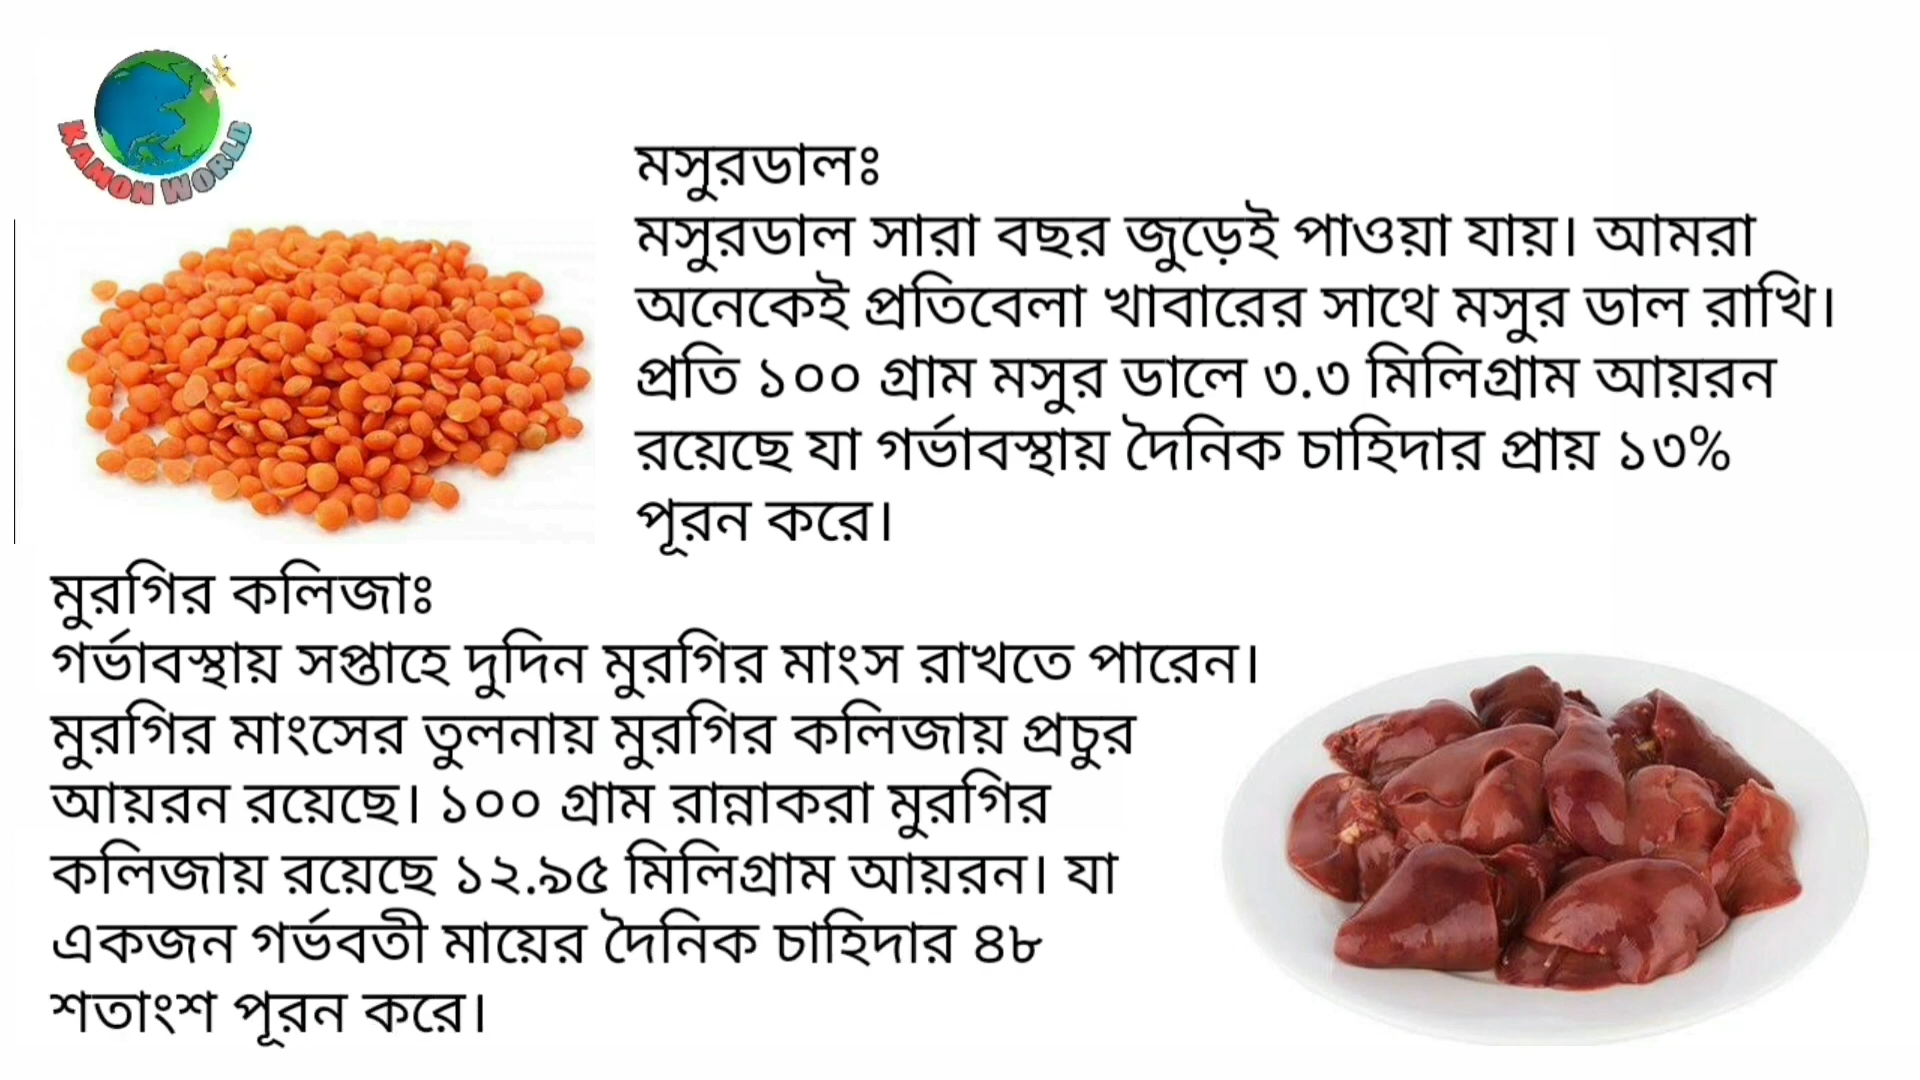 KAMON WORLD
মসুরডালঃ
মসুরডাল সারা বছর জুড়েই পাওয়া যায়। আমরা
অনেকেই প্রতিবেলা খাবারের সাথে মসুর ডাল রাখি।
প্রতি ১০০ গ্রাম মসুর ডালে ৩.৩ মিলিগ্রাম আয়রন
রয়েছে যা গর্ভাবস্থায় দৈনিক চাহিদার প্রায় ১৩%
পূরন করে।
মুরগির কলিজাঃ
গর্ভাবস্থায় সপ্তাহে দুদিন মুরগির মাংস রাখতে পারেন।
মুরগির মাংসের তুলনায় মুরগির কলিজায় প্রচুর
আয়রন রয়েছে। ১০০ গ্রাম রান্নাকরা মুরগির
কলিজায় রয়েছে ১২.৯৫ মিলিগ্রাম আয়রন। যা
একজন গর্ভবতী মায়ের দৈনিক চাহিদার ৪৮
শতাংশ পূরন করে।